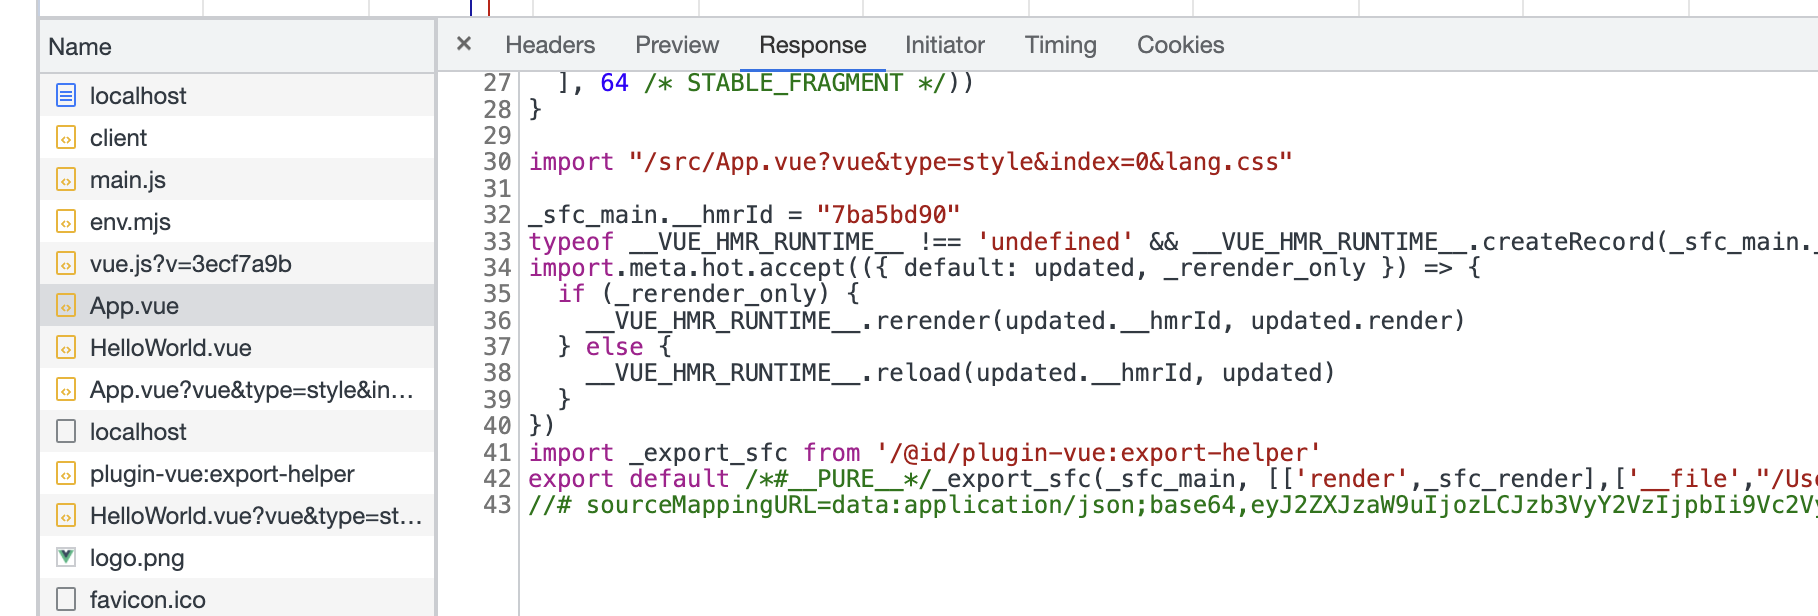 Name
localhost
client
main.js
env.mjs
vue.js?v=3ecf7a9b
App.vue
HelloWorld.vue
App.vue?vue&type=style&in...
localhost
plugin-vue:export-helper
HelloWorld.vue?vue&type=st...
logo.png
favicon.ico
× Headers Preview Response Initiator Timing Cookies
27 ], 64 /* STABLE_FRAGMENT */))
28 }
29
30 import "/src/App.vue?vue&type=style&index=0&lang.css"
31
32 _sfc_main.__hmrId = "7ba5bd90"
33 typeof __VUE_HMR_RUNTIME__ !== 'undefined' && __VUE_HMR_RUNTIME__.createRecord(_sfc_main._
34 import.meta.hot.accept(({ default: updated, _rerender_only }) => {
35 if (_rerender_only) {
36 __VUE_HMR_RUNTIME__.rerender(updated.__hmrId, updated.render)
37 } else {
38 __VUE_HMR_RUNTIME__.reload(updated.__hmrId, updated)
39 }
40 })
41 import _export_sfc from '/@id/plugin-vue:export-helper'
42 export default /*#__PURE__*/_export_sfc(_sfc_main, [['render',_sfc_render],['__file',"/Use
43 //# sourceMappingURL=data:application/json;base64,eyJ2ZXJzaW9uIjozLCJzb3VyY2VzIjpbIi9Vc2Vy